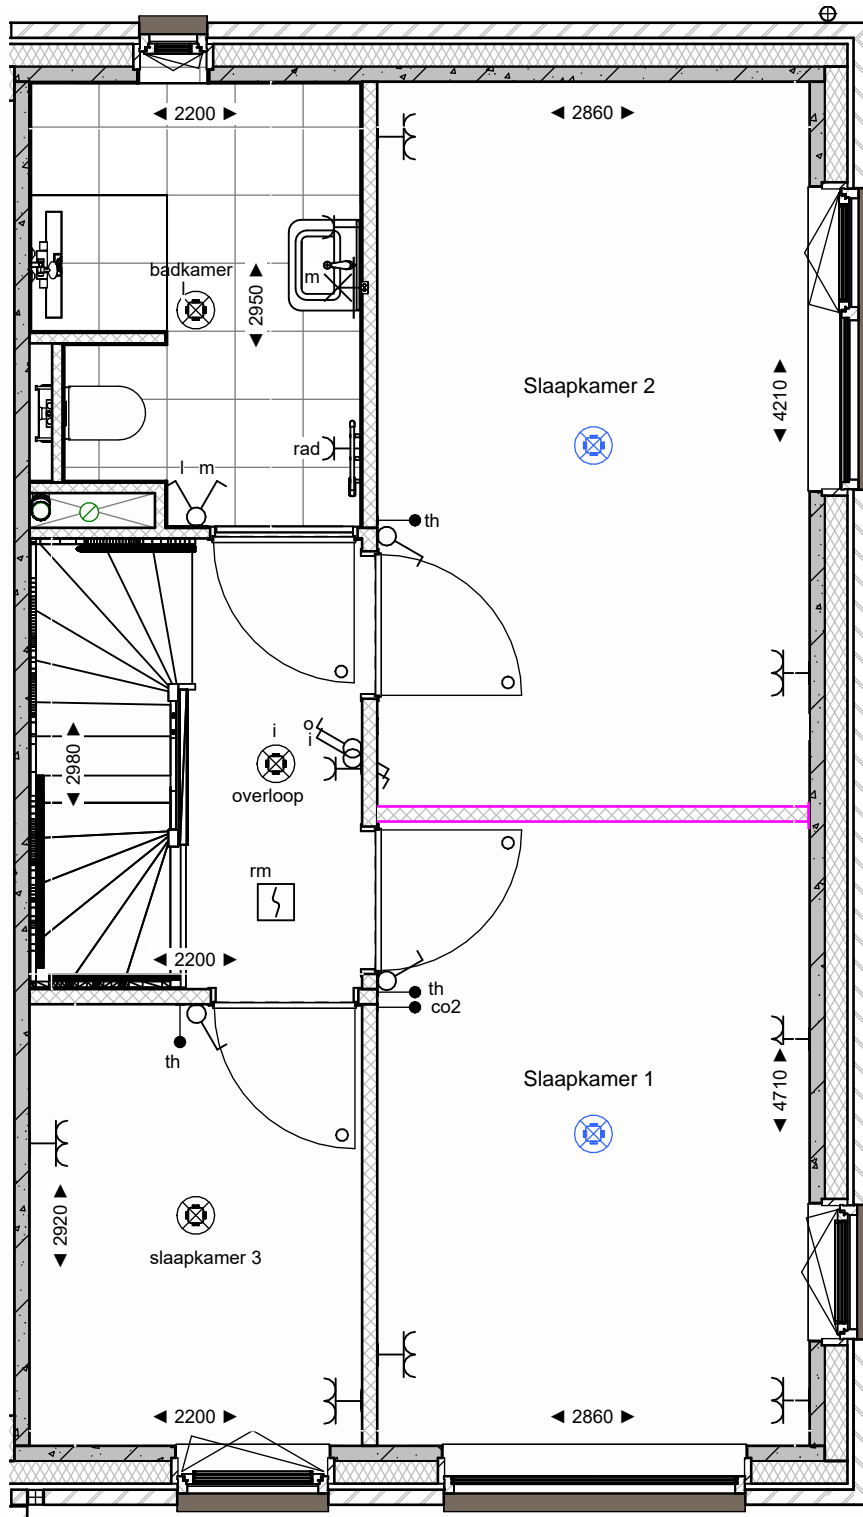 2200
2860
badkamer
l
m
2950
Slaapkamer 2
4210
rad
l m
th
2980
i
o
i
overloop
rm
2200
th
co2
th
Slaapkamer 1
4710
2920
slaapkamer 3
2200
2860